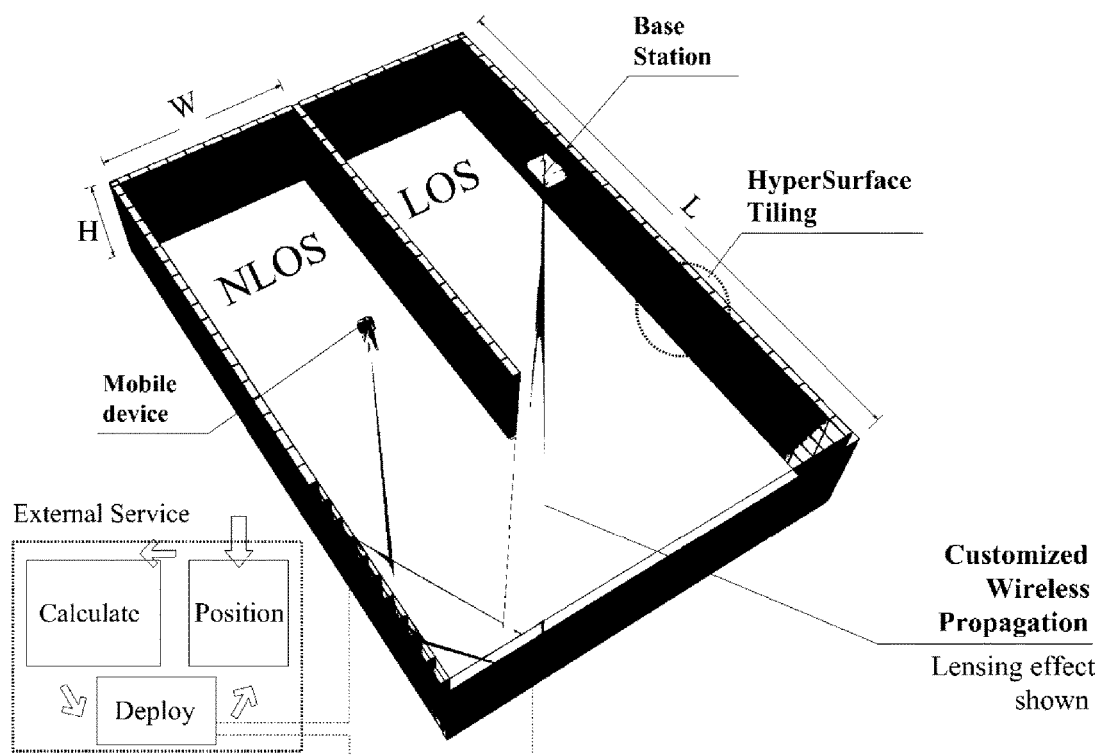 Base
Station
W
HyperSurface
Tiling
L
LOS
H
NLOS
Mobile
device
External Service
Calculate
Position
Deploy
Customized
Wireless
Propagation
Lensing effect
shown